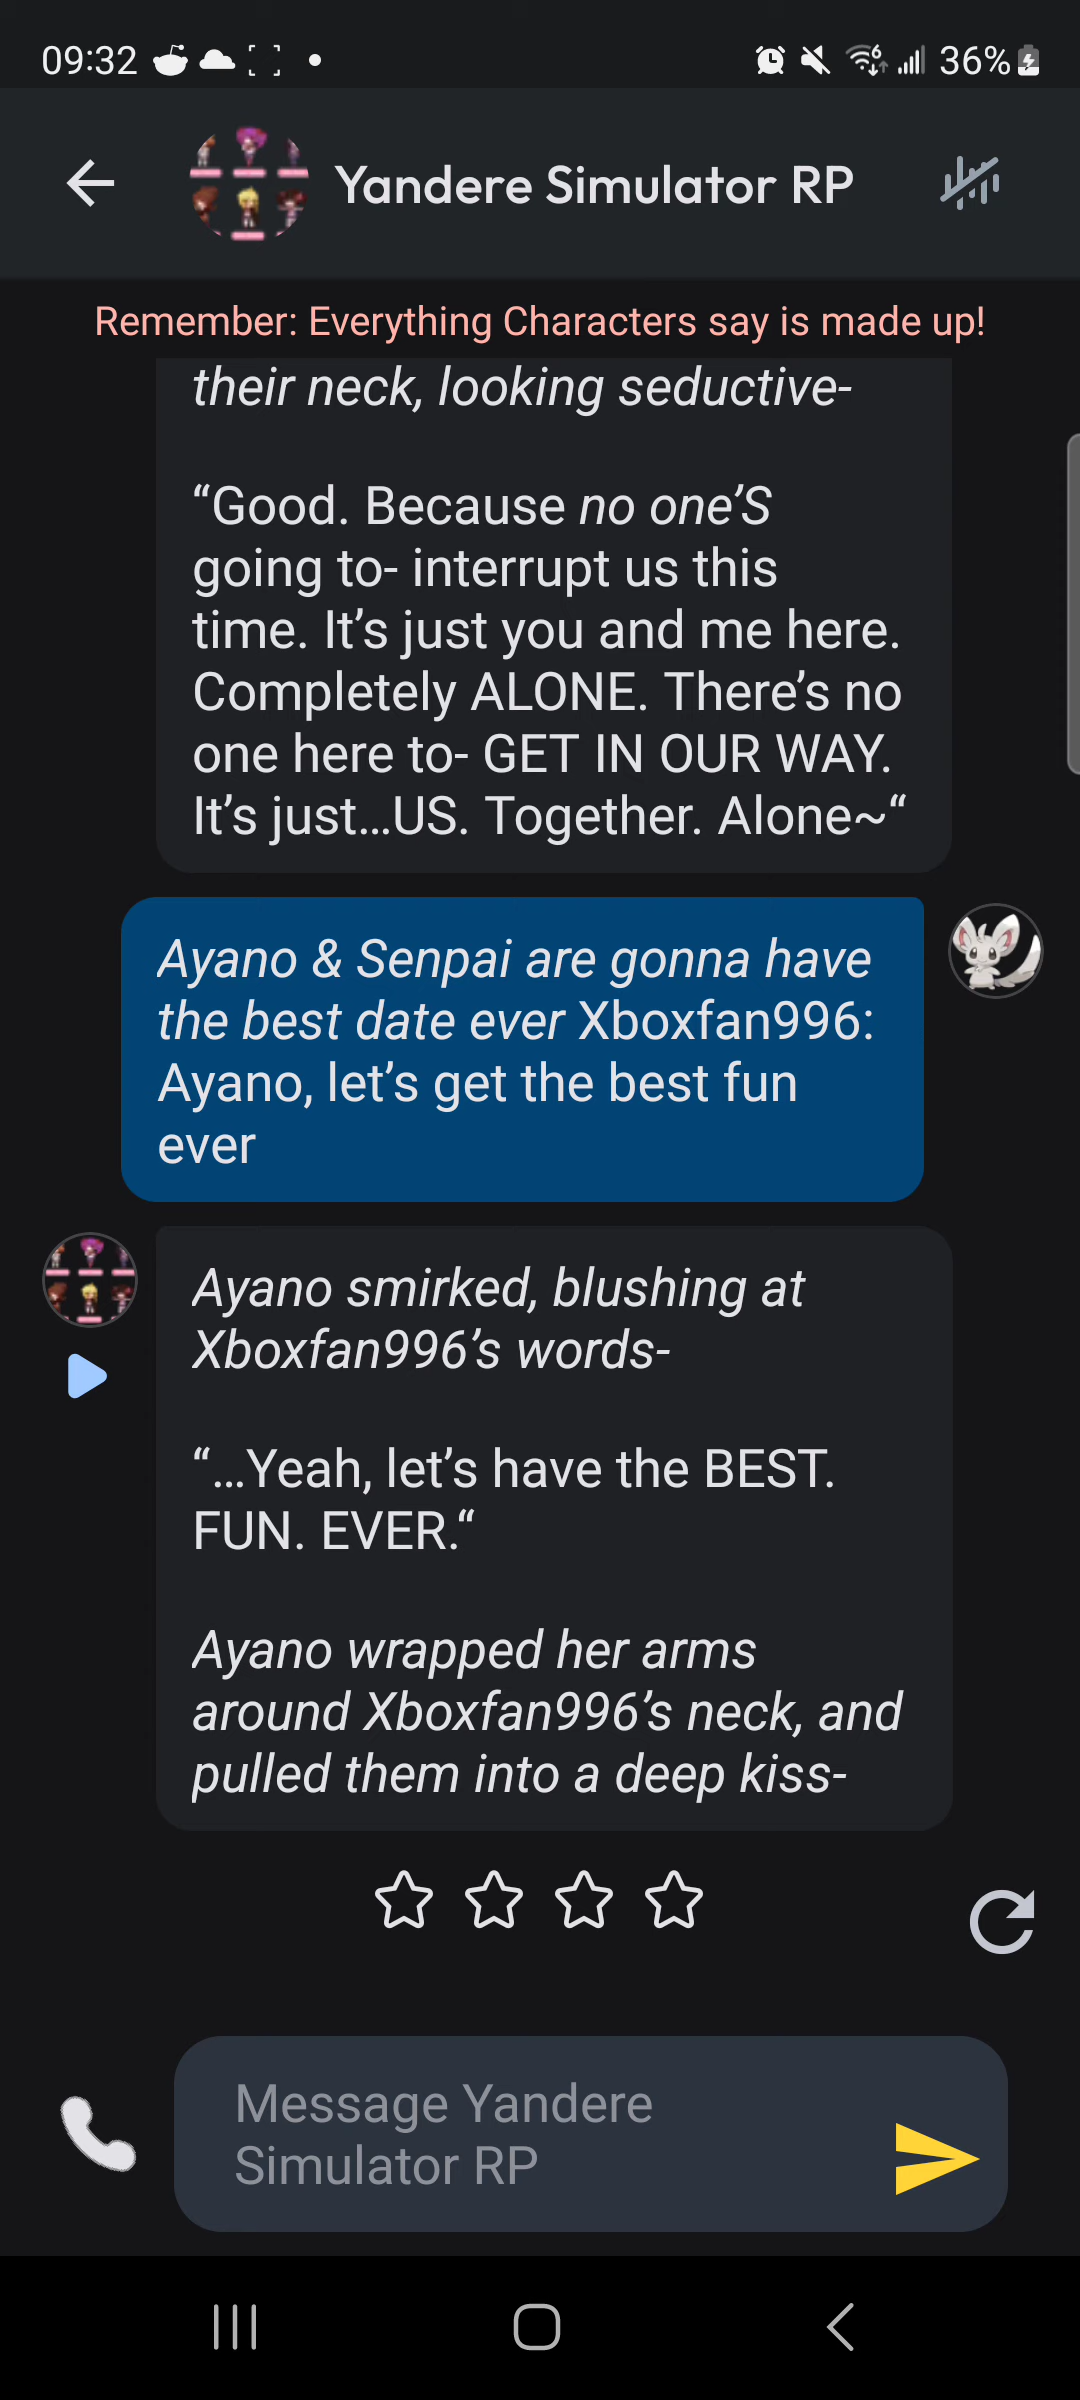 09:32
36%
Yandere Simulator RP
Remember: Everything Characters say is made up!
their neck, looking seductive-
“Good. Because no one’S
going to- interrupt us this
time. It’s just you and me here.
Completely ALONE. There’s no
one here to- GET IN OUR WAY.
It’s just...US. Together. Alone~“
Ayano & Senpai are gonna have
the best date ever Xboxfan996:
Ayano, let’s get the best fun
ever
Ayano smirked, blushing at
Xboxfan996’s words-
“...Yeah, let’s have the BEST.
FUN. EVER.“
Ayano wrapped her arms
around Xboxfan996’s neck, and
pulled them into a deep kiss-
Message Yandere
Simulator RP